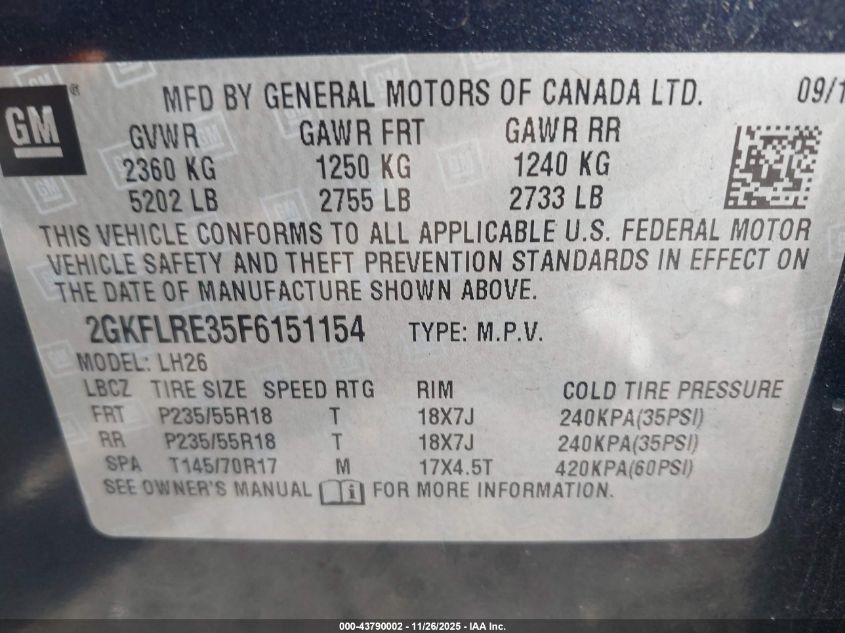 GM ®
MFD BY GENERAL MOTORS OF CANADA LTD. 09/1
GVWR GAWR FRT GAWR RR
2360 KG 1250 KG 1240 KG
5202 LB 2755 LB 2733 LB
THIS VEHICLE CONFORMS TO ALL APPLICABLE U.S. FEDERAL MOTOR
VEHICLE SAFETY AND THEFT PREVENTION STANDARDS IN EFFECT ON
THE DATE OF MANUFACTURE SHOWN ABOVE.
2GKFLRE35F6151154 TYPE: M.P.V.
MODEL: LH26
LBCZ TIRE SIZE SPEED RTG RIM COLD TIRE PRESSURE
FRT P235/55R18 T 18X7J 240KPA(35PSI)
RR P235/55R18 T 18X7J 240KPA(35PSI)
SPA T145/70R17 M 17X4.5T 420KPA(60PSI)
SEE OWNER'S MANUAL i FOR MORE INFORMATION.
000-43790002 - 11/26/2025 - IAA Inc.